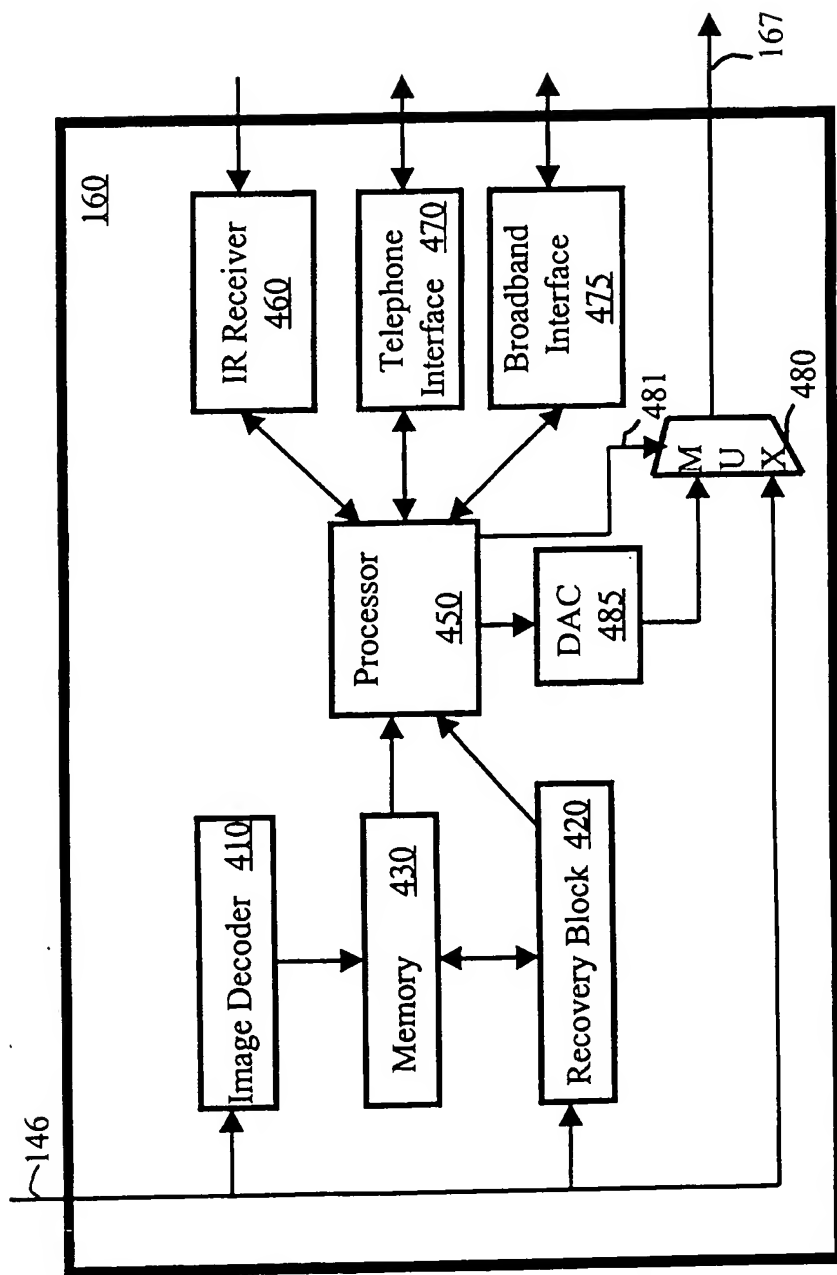 160
146
Image Decoder 410
Memory 430
Recovery Block 420
Processor
450
DAC
485
IR Receiver
460
Telephone
Interface 470
Broadband
Interface
475
481
M
U
X
480
167